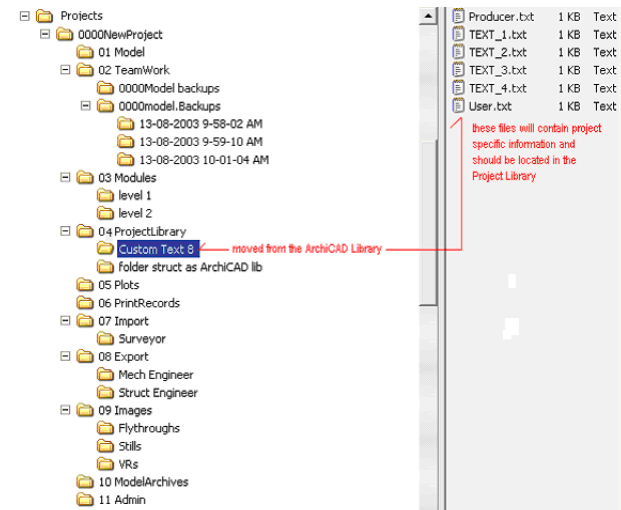 Projects
0000NewProject
01 Model
02 TeamWork
0000Model backups
0000model.Backups
13-08-2003 9-58-02 AM
13-08-2003 9-59-10 AM
13-08-2003 10-01-04 AM
03 Modules
level 1
level 2
04 ProjectLibrary
Custom Text 8
moved from the ArchiCAD Library
folder struct as ArchiCAD lib
05 Plots
06 PrintRecords
07 Import
Surveyor
08 Export
Mech Engineer
Struct Engineer
09 Images
Flythroughs
Stills
VRs
10 ModelArchives
11 Admin
Producer.txt 1 KB Text
TEXT_1.txt 1 KB Text
TEXT_2.txt 1 KB Text
TEXT_3.txt 1 KB Text
TEXT_4.txt 1 KB Text
User.txt 1 KB Text
these files will contain project
specific information and
should be located in the
Project Library